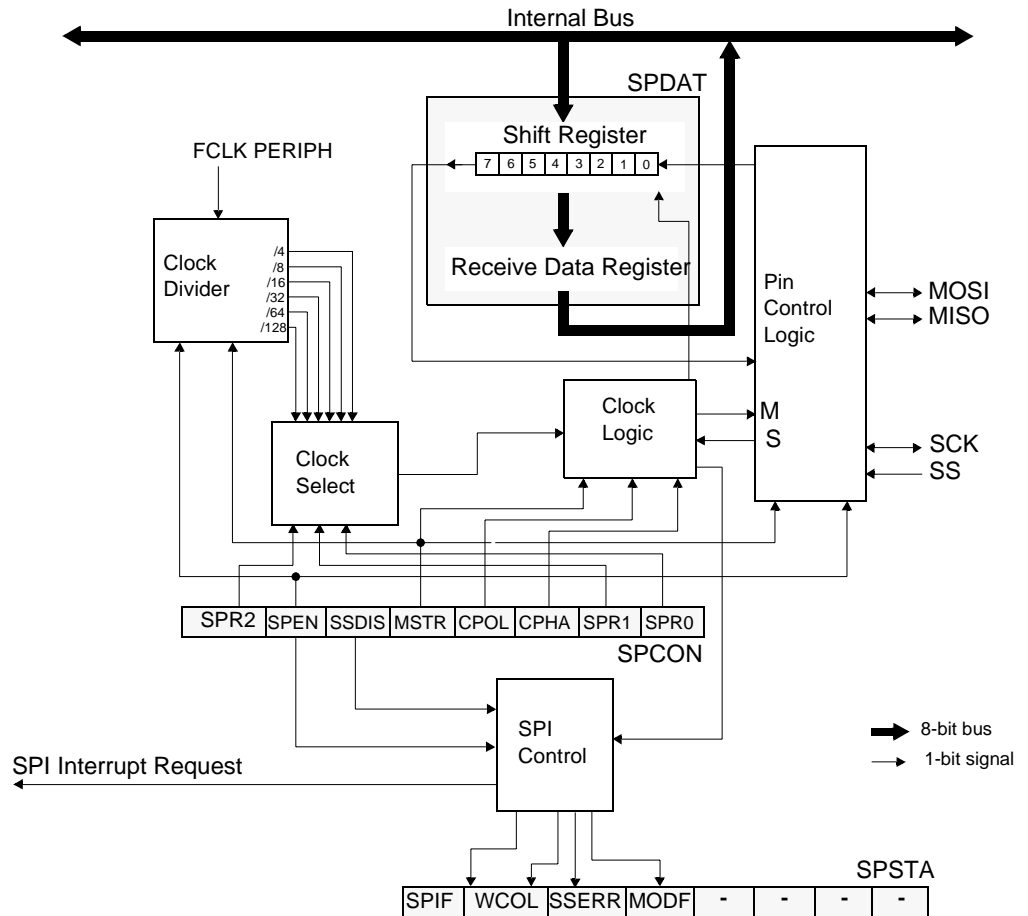 Internal Bus
SPDAT
Shift Register
7 6 5 4 3 2 1 0
FCLK PERIPH
Clock
Divider
/4
/8
/16
/32
/64
/128
Receive Data Register
Pin
Control
Logic
MOSI
MISO
Clock
Logic
M
S
SCK
SS
Clock
Select
SPR2 SPEN SSDIS MSTR CPOL CPHA SPR1 SPR0
SPCON
SPI
Control
8-bit bus
1-bit signal
SPI Interrupt Request
SPSTA
SPIF WCOL SSERR MODF - - - -